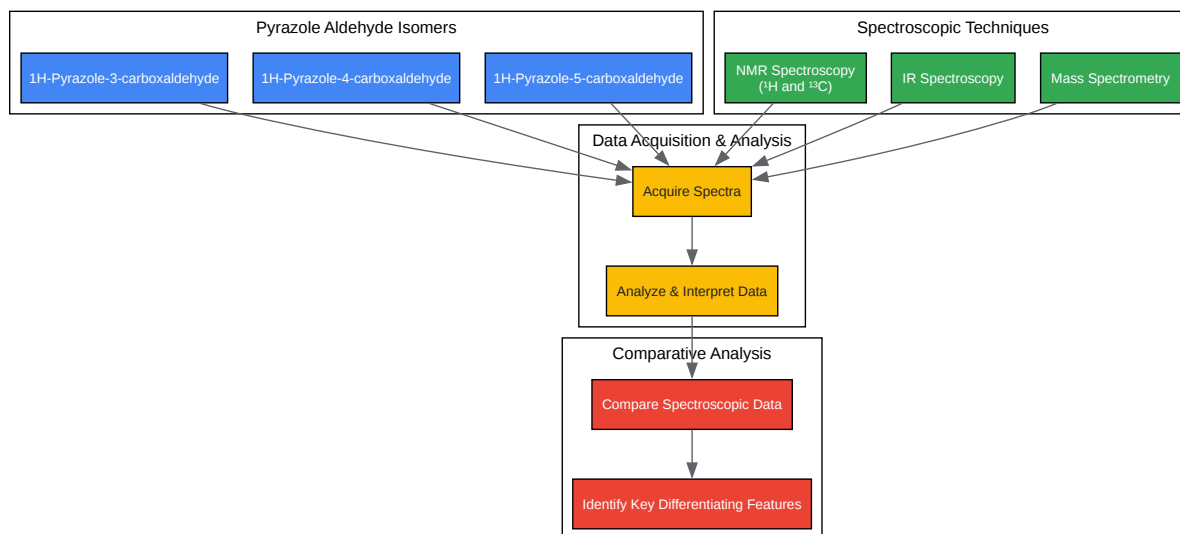 Pyrazole Aldehyde Isomers
1H-Pyrazole-3-carboxaldehyde
1H-Pyrazole-4-carboxaldehyde
1H-Pyrazole-5-carboxaldehyde
Spectroscopic Techniques
NMR Spectroscopy
(¹H and ¹³C)
IR Spectroscopy
Mass Spectrometry
Data Acquisition & Analysis
Acquire Spectra
Analyze & Interpret Data
Comparative Analysis
Compare Spectroscopic Data
Identify Key Differentiating Features